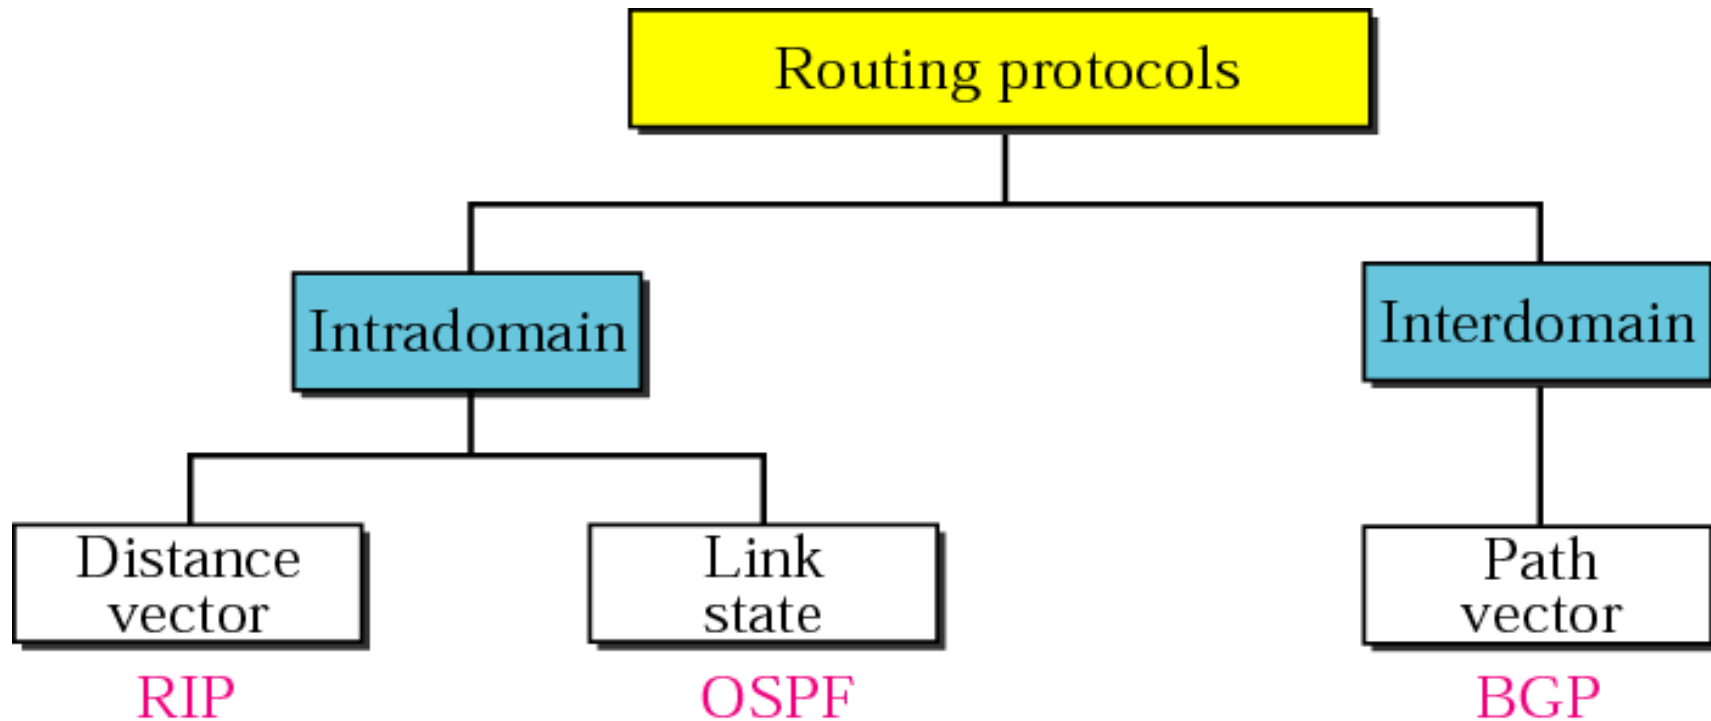 Routing protocols
Intradomain
Interdomain
Distance
vector
Link
state
Path
vector
RIP
OSPF
BGP